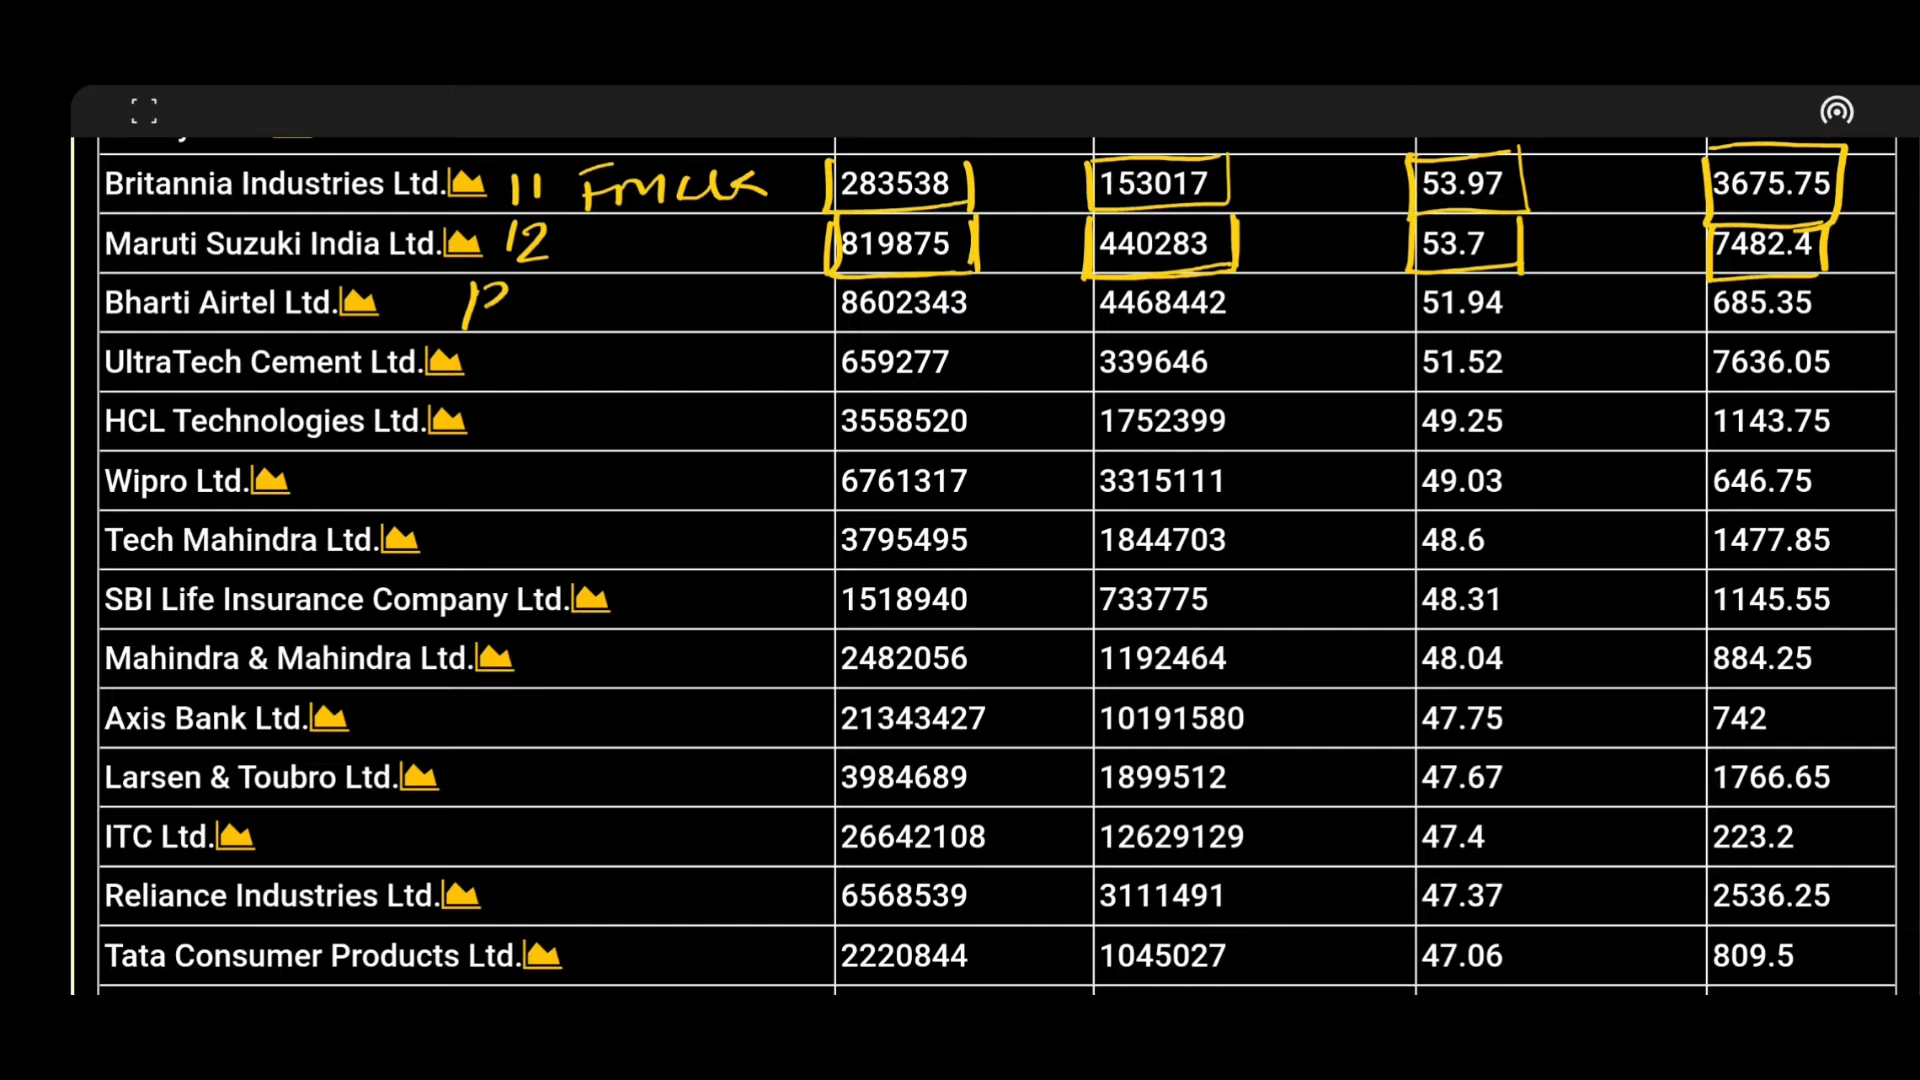 Britannia Industries Ltd. 11 283538 153017 53.97 3675.75
Maruti Suzuki India Ltd. 12 819875 440283 53.7 7482.4
Bharti Airtel Ltd. 8602343 4468442 51.94 685.35
UltraTech Cement Ltd. 659277 339646 51.52 7636.05
HCL Technologies Ltd. 3558520 1752399 49.25 1143.75
Wipro Ltd. 6761317 3315111 49.03 646.75
Tech Mahindra Ltd. 3795495 1844703 48.6 1477.85
SBI Life Insurance Company Ltd. 1518940 733775 48.31 1145.55
Mahindra & Mahindra Ltd. 2482056 1192464 48.04 884.25
Axis Bank Ltd. 21343427 10191580 47.75 742
Larsen & Toubro Ltd. 3984689 1899512 47.67 1766.65
ITC Ltd. 26642108 12629129 47.4 223.2
Reliance Industries Ltd. 6568539 3111491 47.37 2536.25
Tata Consumer Products Ltd. 2220844 1045027 47.06 809.5